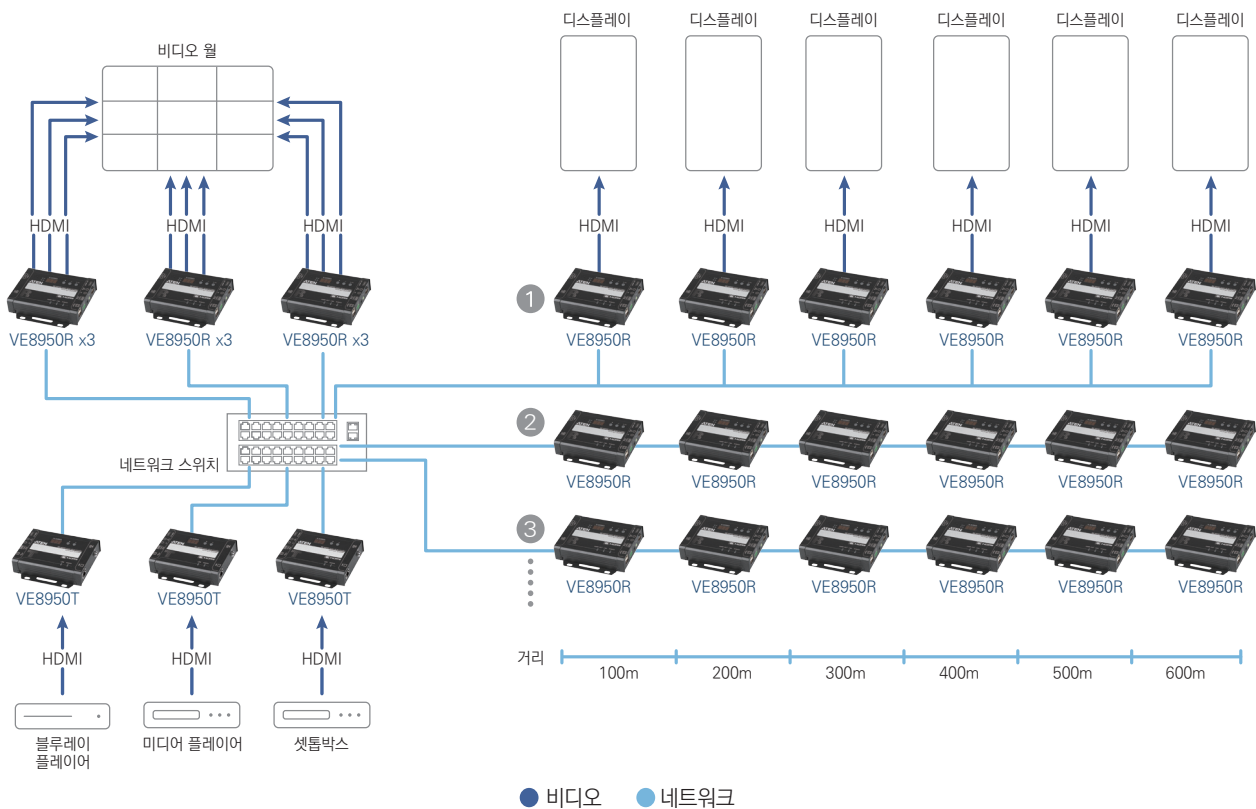 디스플레이 디스플레이 디스플레이 디스플레이 디스플레이 디스플레이
비디오 월
HDMI HDMI HDMI
HDMI HDMI HDMI HDMI HDMI HDMI
1
VE8950R x3 VE8950R x3 VE8950R x3
VE8950R VE8950R VE8950R VE8950R VE8950R VE8950R
2
네트워크 스위치
VE8950R VE8950R VE8950R VE8950R VE8950R VE8950R
3
VE8950T VE8950T VE8950T
VE8950R VE8950R VE8950R VE8950R VE8950R VE8950R
HDMI HDMI HDMI
거리
100m 200m 300m 400m 500m 600m
블루레이
플레이어
미디어 플레이어
셋톱박스
비디오 네트워크